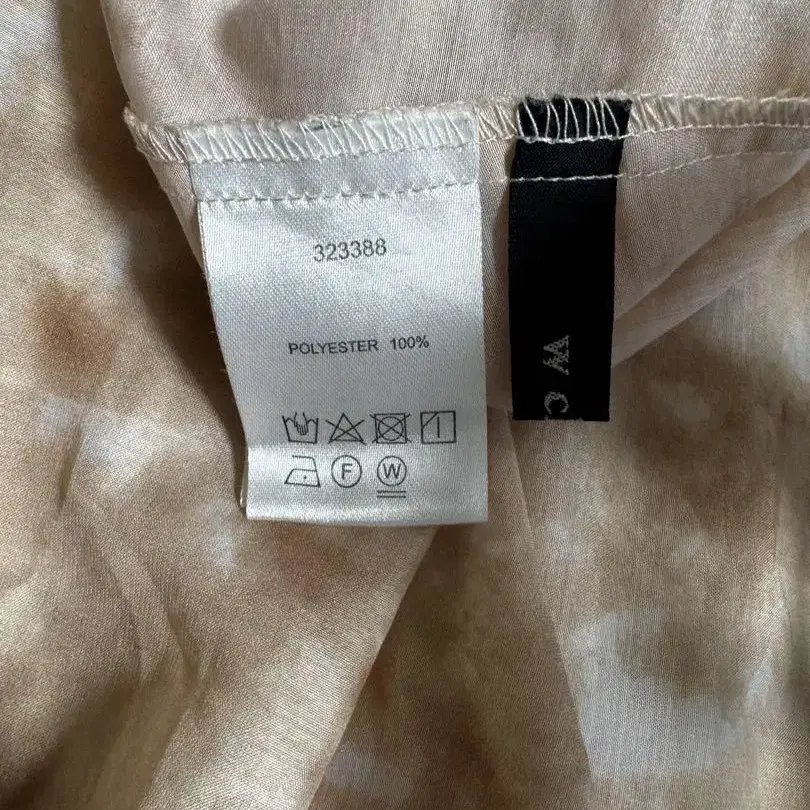 323388
POLYESTER 100%
F W
W C